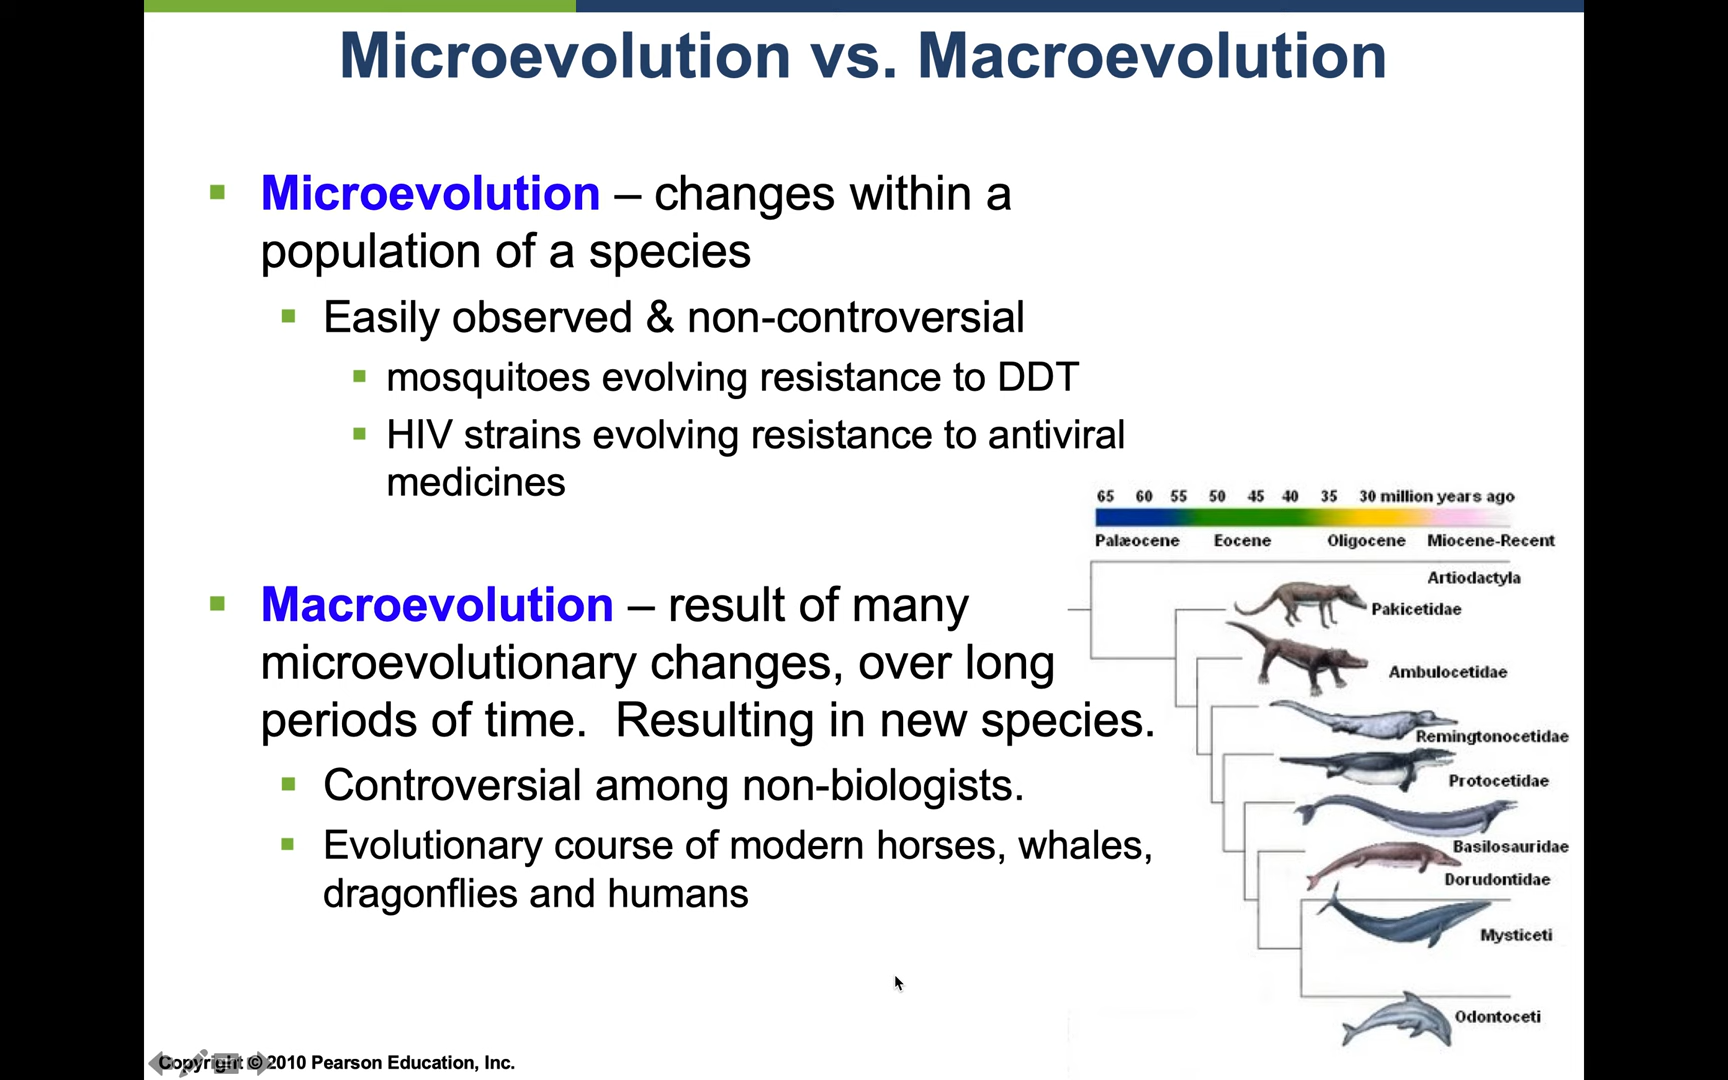 Microevolution vs. Macroevolution
Microevolution – changes within a
population of a species
Easily observed & non-controversial
mosquitoes evolving resistance to DDT
HIV strains evolving resistance to antiviral
medicines
Macroevolution – result of many
microevolutionary changes, over long
periods of time.  Resulting in new species.
Controversial among non-biologists.
Evolutionary course of modern horses, whales,
dragonflies and humans
65 60 55 50 45 40 35 30 million years ago
Palæocene Eocene Oligocene Miocene-Recent
Artiodactyla
Pakicetidae
Ambulocetidae
Remingtonocetidae
Protocetidae
Basilosauridae
Dorudontidae
Mysticeti
Odontoceti
Copyright © 2010 Pearson Education, Inc.